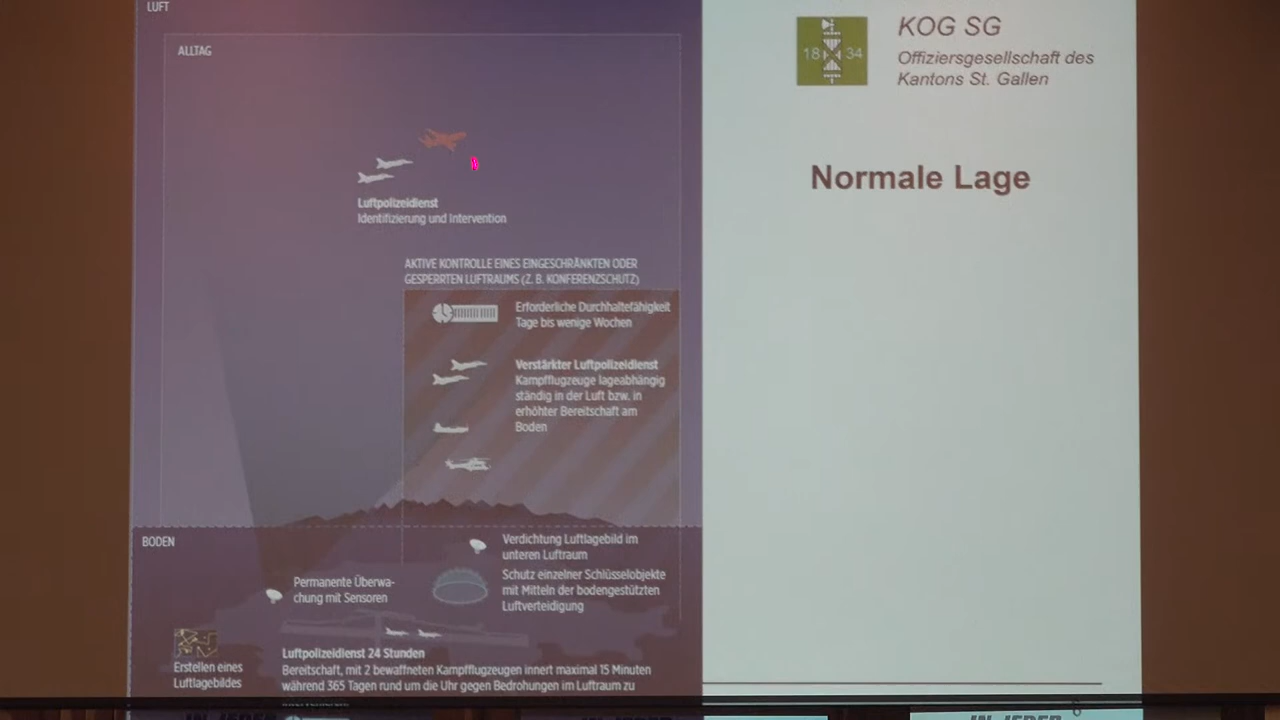 LUFT
ALLTAG
Luftpolizeidienst
Identifizierung und Intervention
AKTIVE KONTROLLE EINES EINGESCHRÄNKTEN ODER
GESPERRTEN LUFTRAUMS (Z. B. KONFERENZSCHUTZ)
Erforderliche Durchhaltefähigkeit
Tage bis wenige Wochen
Verstärkter Luftpolizeidienst
Kampfflugzeuge lageabhängig
ständig in der Luft bzw. in
erhöhter Bereitschaft am
Boden
BODEN
Verdichtung Luftlagebild im
unteren Luftraum
Permanente Überwa-
chung mit Sensoren
Schutz einzelner Schlüsselobjekte
mit Mitteln der bodengestützten
Luftverteidigung
Erstellen eines
Luftlagebildes
Luftpolizeidienst 24 Stunden
Bereitschaft, mit 2 bewaffneten Kampfflugzeugen innert maximal 15 Minuten
während 365 Tagen rund um die Uhr gegen Bedrohungen im Luftraum zu
18 34
KOG SG
Offiziersgesellschaft des
Kantons St. Gallen
Normale Lage
6